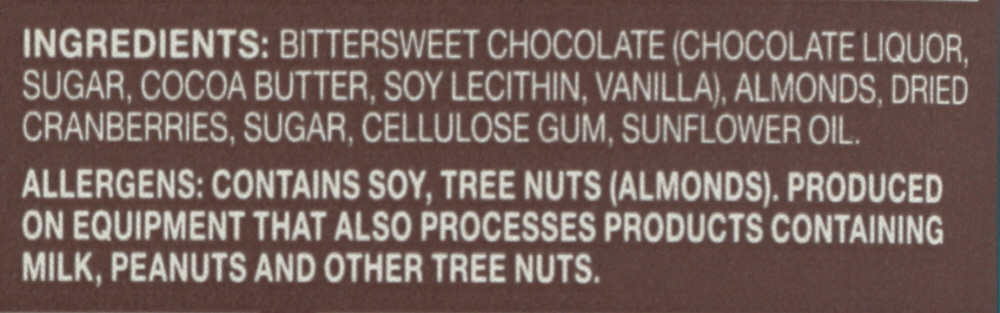 INGREDIENTS: BITTERSWEET CHOCOLATE (CHOCOLATE LIQUOR,
SUGAR, COCOA BUTTER, SOY LECITHIN, VANILLA), ALMONDS, DRIED
CRANBERRIES, SUGAR, CELLULOSE GUM, SUNFLOWER OIL.
ALLERGENS: CONTAINS SOY, TREE NUTS (ALMONDS). PRODUCED
ON EQUIPMENT THAT ALSO PROCESSES PRODUCTS CONTAINING
MILK, PEANUTS AND OTHER TREE NUTS.